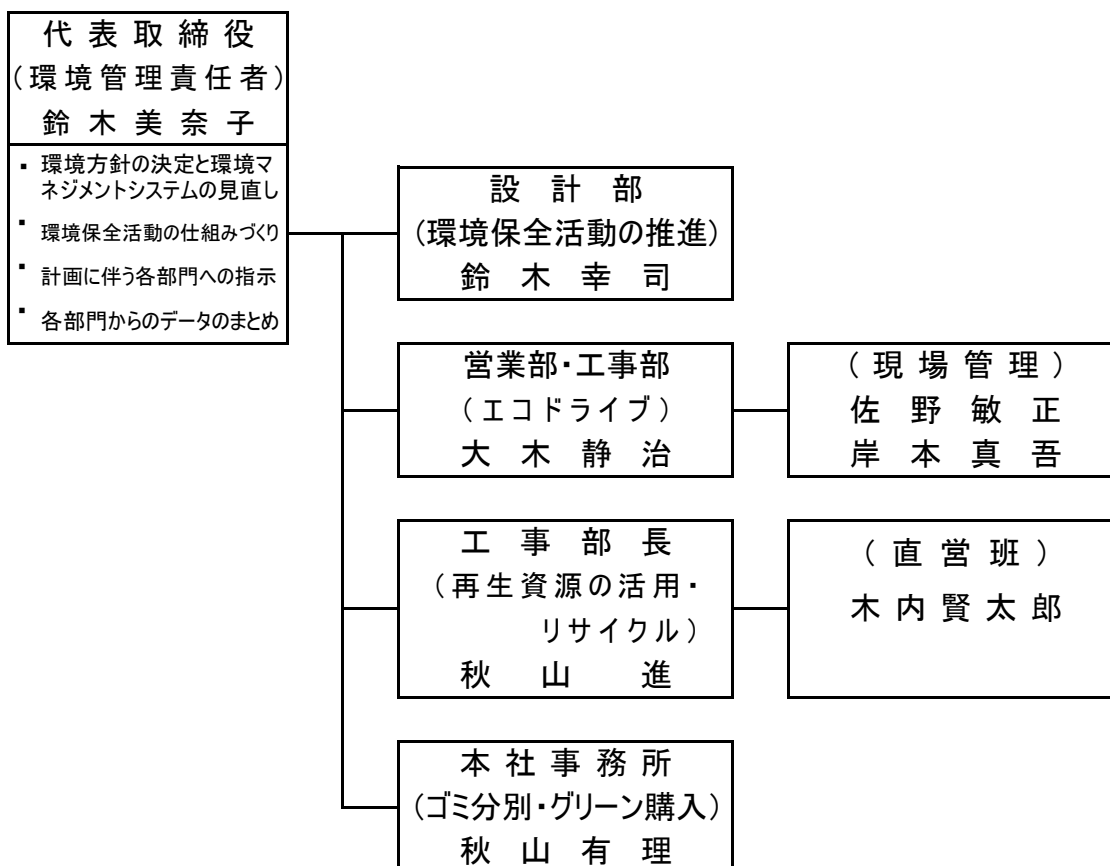 代表取締役
（環境管理責任者）
鈴木美奈子
▪ 環境方針の決定と環境マ
ネジメントシステムの見直し
▪ 環境保全活動の仕組みづくり
▪ 計画に伴う各部門への指示
▪ 各部門からのデータのまとめ
設計部
（環境保全活動の推進）
鈴木幸司
営業部・工事部
（エコドライブ）
大木静治
（現場管理）
佐野敏正
岸本真吾
工事部長
（再生資源の活用・
リサイクル）
秋山進
（直営班）
木内賢太郎
本社事務所
（ゴミ分別・グリーン購入）
秋山有理